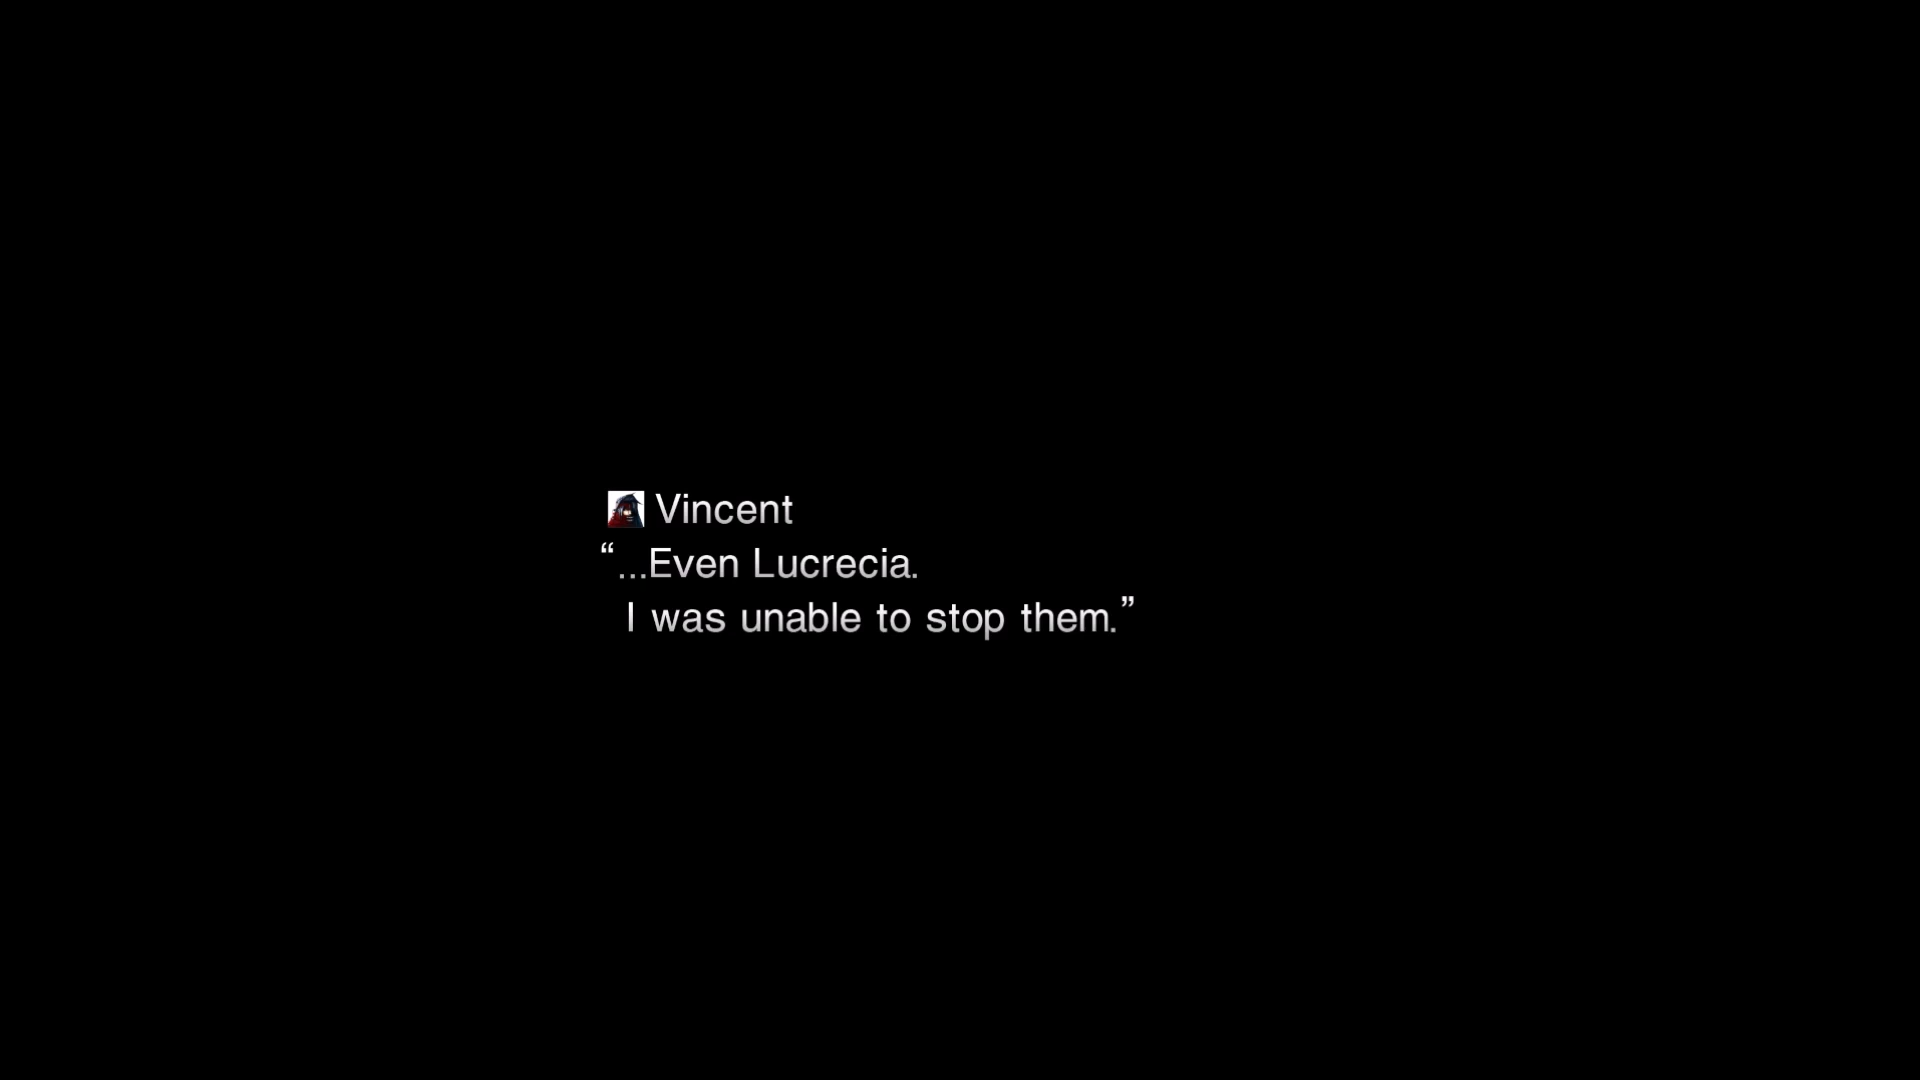 Vincent
“...Even Lucrecia.
I was unable to stop them.”